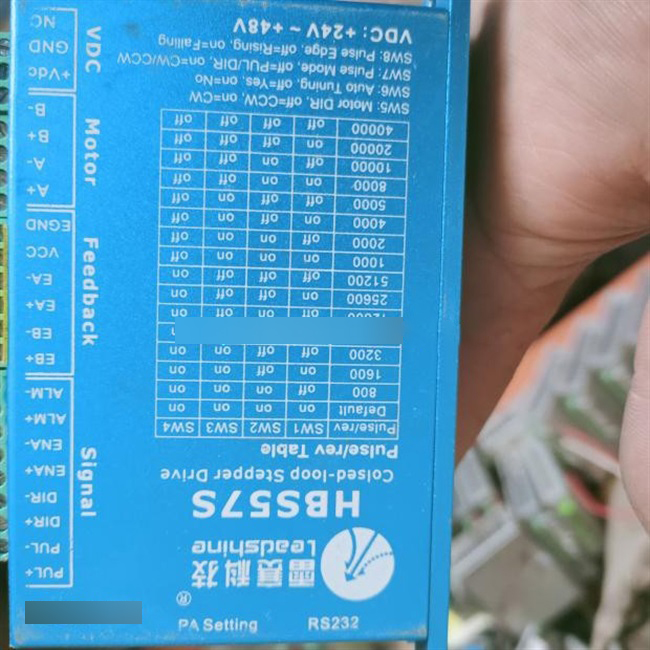 PA Setting RS232
雷赛科技 ®
Leadshine
HBS57S
Colsed-loop Stepper Drive
Pulse/rev Table
Pulse/rev SW1 SW2 SW3 SW4
Default on on on on
800 off on on on
1600 on off on on
3200 off off on on
25600 on off off on
51200 off off off on
1000 on on on off
2000 off on on off
4000 on off on off
5000 off off on off
8000 on on off off
10000 off on off off
20000 on off off off
40000 off off off off
SW5: Motor DIR, off=CCW, on=CW
SW6: Auto Tuning, off=Yes, on=No
SW7: Pulse Mode, off=PUL/DIR, on=CW/CCW
SW8: Pulse Edge, off=Rising, on=Falling
VDC: +24V ~ +48V
Signal
PUL+
PUL-
DIR+
DIR-
ENA+
ENA-
ALM+
ALM-
Feedback
EB+
EB-
EA+
EA-
VCC
EGND
Motor
A+
A-
B+
B-
VDC
+Vdc
GND
NC